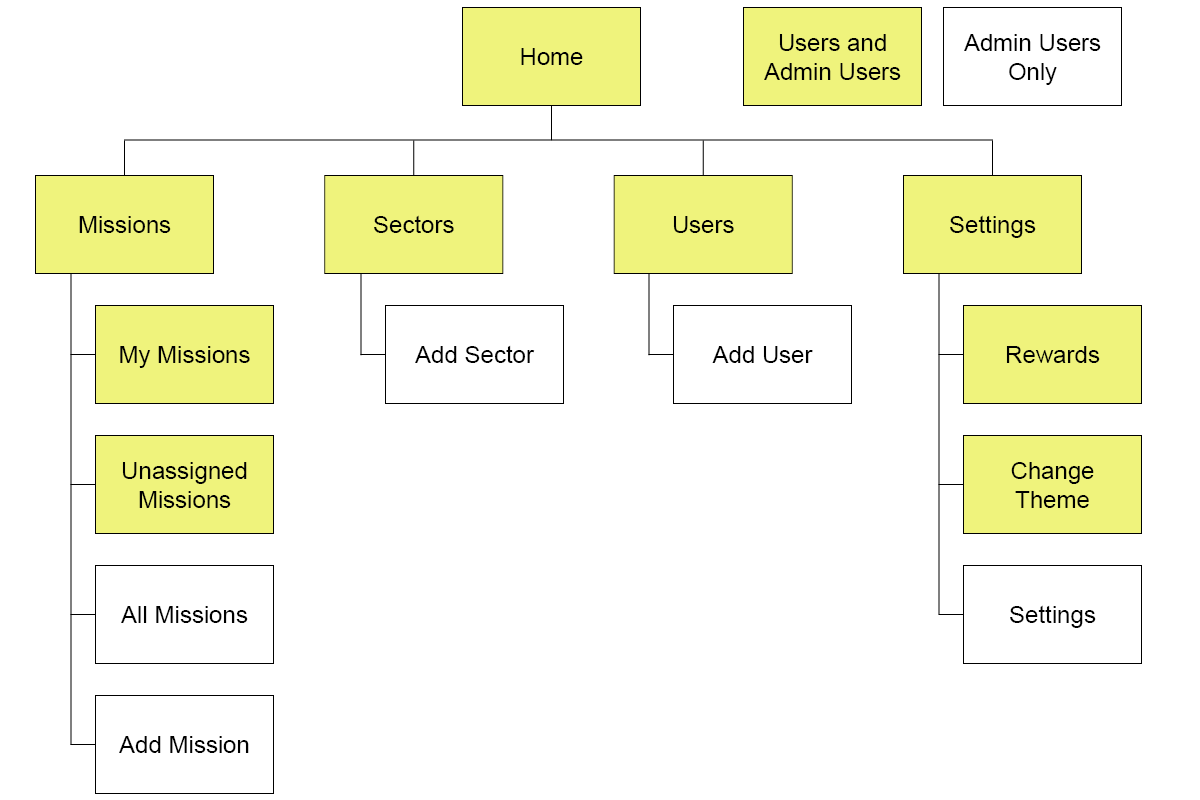 Home
Users and
Admin Users
Admin Users
Only
Missions
Sectors
Users
Settings
My Missions
Add Sector
Add User
Rewards
Unassigned
Missions
Change
Theme
All Missions
Settings
Add Mission